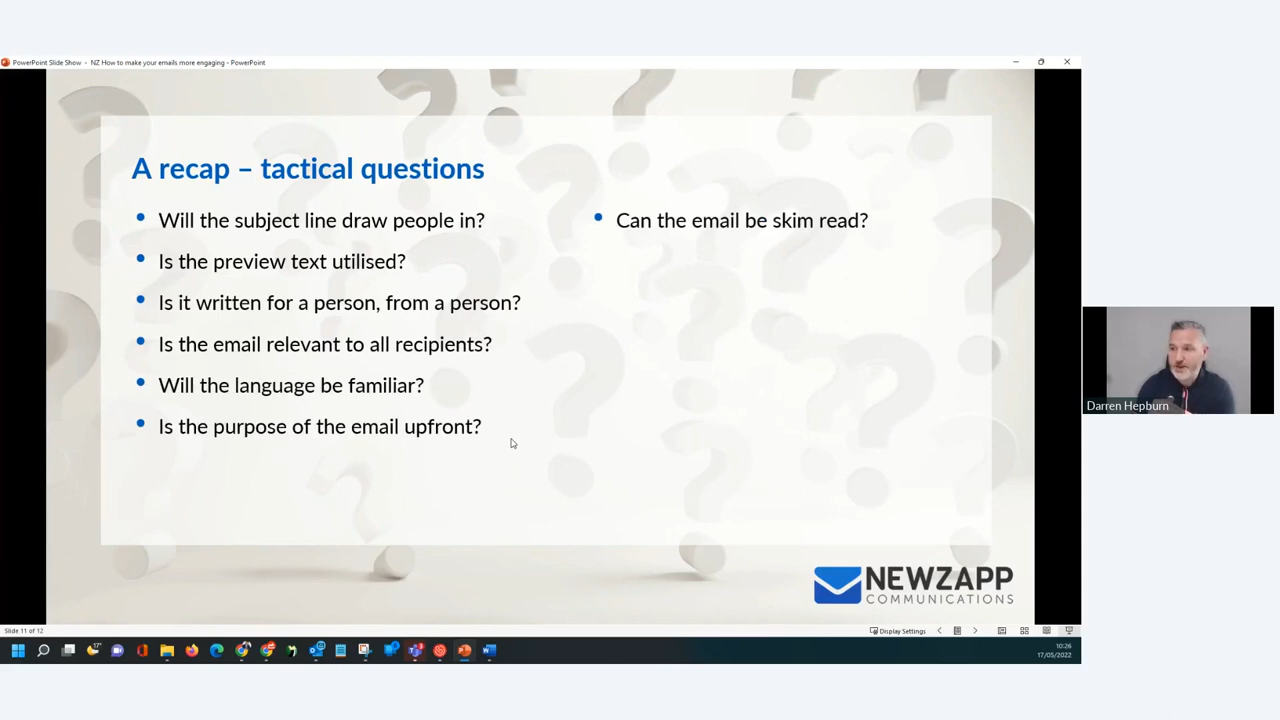 PowerPoint Slide Show - NZ How to make your emails more engaging - PowerPoint
A recap – tactical questions
Will the subject line draw people in?
Is the preview text utilised?
Is it written for a person, from a person?
Is the email relevant to all recipients?
Will the language be familiar?
Is the purpose of the email upfront?
Can the email be skim read?
NEWZAPP
COMMUNICATIONS
Darren Hepburn
Slide 11 of 12
Display Settings
10:26
17/05/2022